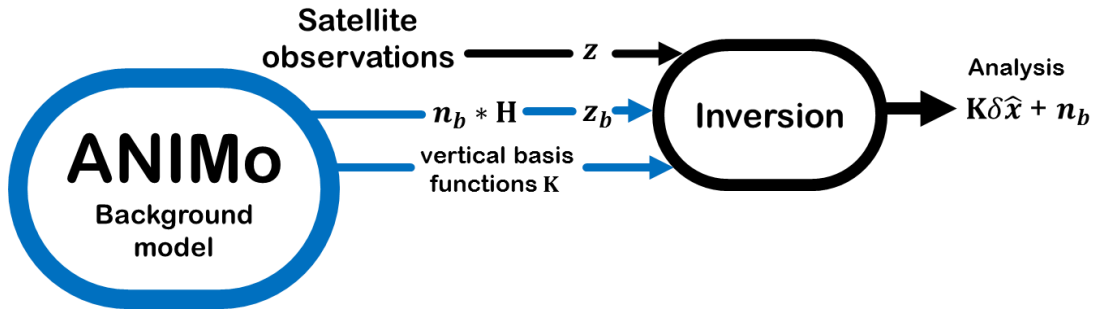 Satellite
observations
z
n_b * H
z_b
vertical basis
functions K
ANIMo
Background
model
Inversion
Analysis
Kδx̂ + n_b